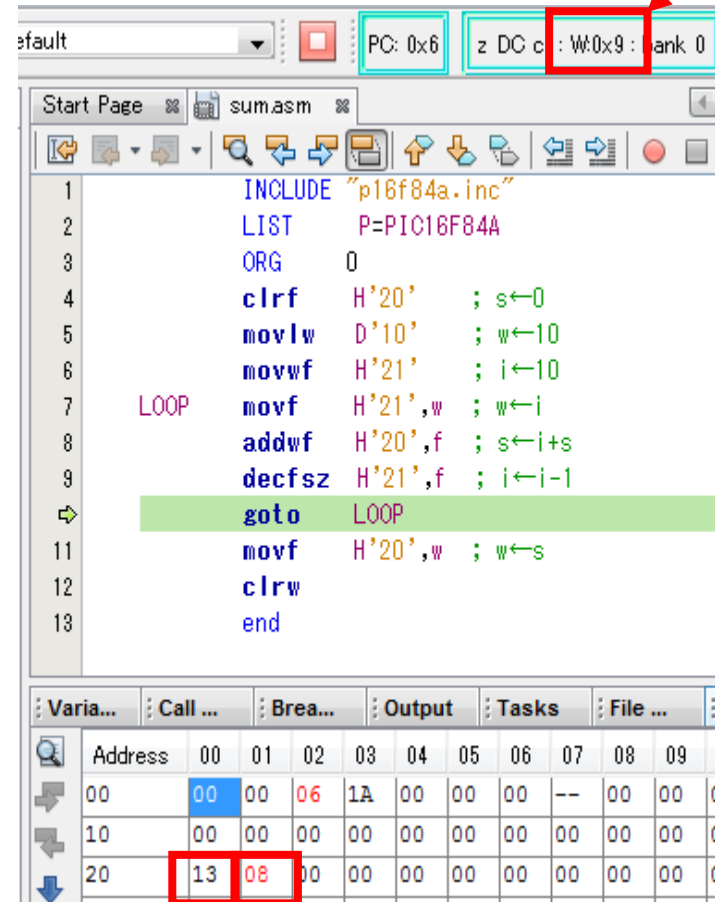 efault PC: 0x6 z DC c : W:0x9 : bank 0
Start Page sum.asm
1 INCLUDE "p16f84a.inc"
2 LIST P=PIC16F84A
3 ORG 0
4 clrf H'20' ; s←0
5 movlw D'10' ; w←10
6 movwf H'21' ; i←10
7 LOOP movf H'21',w ; w←i
8 addwf H'20',f ; s←i+s
9 decfsz H'21',f ; i←i-1
goto LOOP
11 movf H'20',w ; w←s
12 clrw
13 end
Varia... Call ... Brea... Output Tasks File ...
Address 00 01 02 03 04 05 06 07 08 09
00 00 00 06 1A 00 00 00 -- 00 00
10 00 00 00 00 00 00 00 00 00 00
20 13 08 00 00 00 00 00 00 00 00